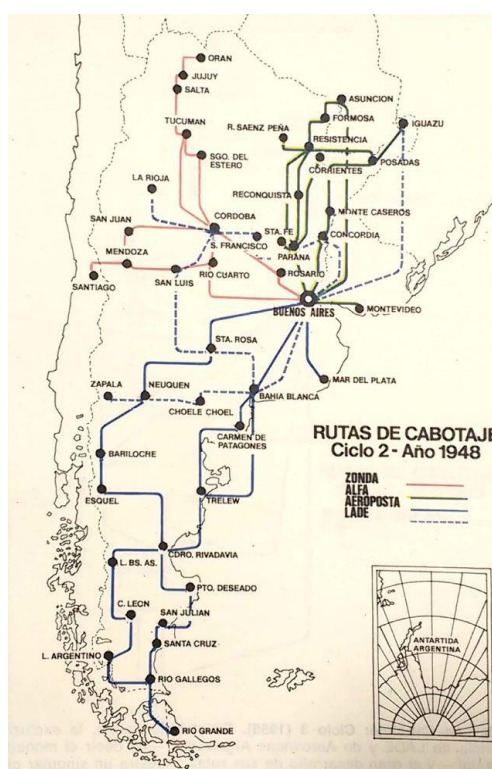 ORAN
JUJUY
SALTA
TUCUMAN
SGO. DEL
ESTERO
LA RIOJA
SAN JUAN
MENDOZA
SANTIAGO
SAN LUIS
CORDOBA
S. FRANCISCO
RIO CUARTO
STA. FE
PARANA
ROSARIO
ASUNCION
FORMOSA
IGUAZU
R. SAENZ PEÑA
RESISTENCIA
CORRIENTES
POSADAS
RECONQUISTA
MONTE CASEROS
CONCORDIA
BUENOS AIRES
MONTEVIDEO
STA. ROSA
MAR DEL PLATA
ZAPALA
NEUQUEN
CHOELE CHOEL
BAHIA BLANCA
CARMEN DE
PATAGONES
BARILOCHE
ESQUEL
TRELEW
CDRO. RIVADAVIA
L. BS. AS.
PTO. DESEADO
C. LEON
SAN JULIAN
SANTA CRUZ
L. ARGENTINO
RIO GALLEGOS
RIO GRANDE
RUTAS DE CABOTAJE
Ciclo 2 - Año 1948
ZONDA
ALFA
AEROPOSTA
LADE
ANTARTIDA
ARGENTINA